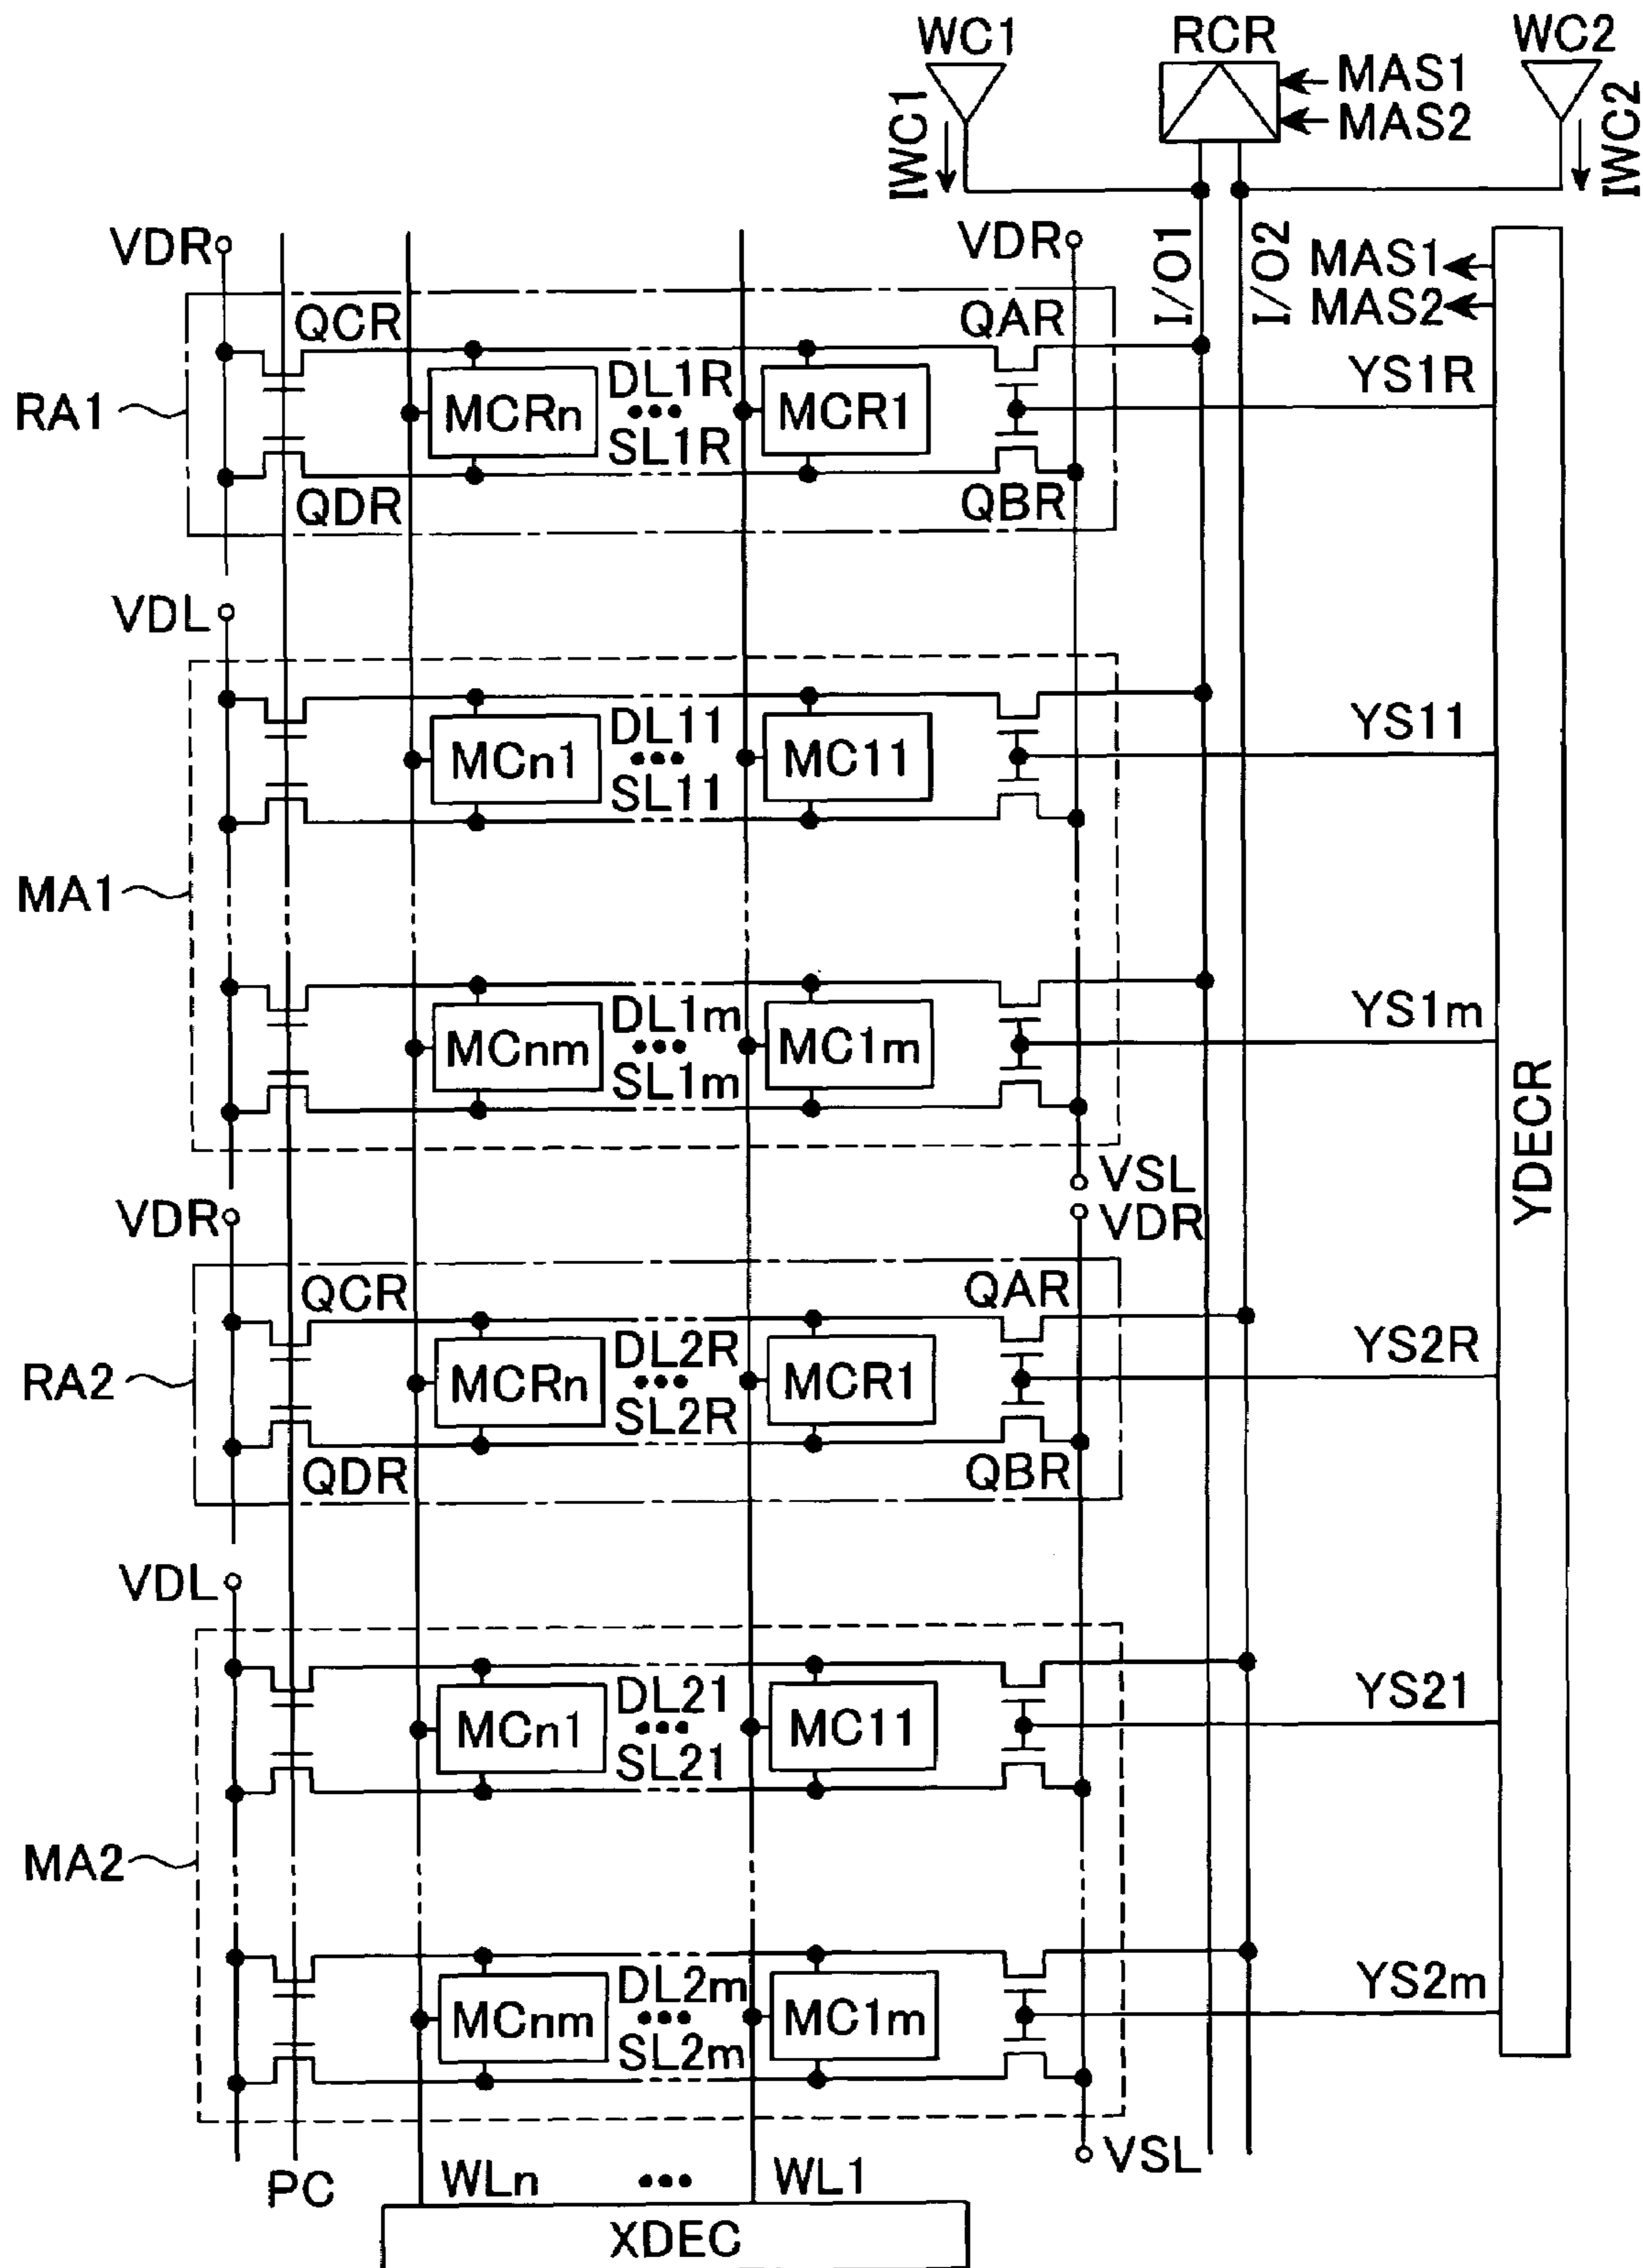 WC1 RCR WC2
IWC1 MAS1 IWC2
MAS2
VDR VDR I/O1 I/O2 MAS1
MAS2
QCR QAR
YS1R
RA1 MCRn DL1R ••• SL1R MCR1
QDR QBR
VDL
YS11
MCn1 DL11 ••• SL11 MC11
MA1
YS1m
MCnm DL1m ••• SL1m MC1m
YDECR
VSL
VDR VDR
QCR QAR
YS2R
RA2 MCRn DL2R ••• SL2R MCR1
QDR QBR
VDL
YS21
MCn1 DL21 ••• SL21 MC11
MA2
YS2m
MCnm DL2m ••• SL2m MC1m
VSL
PC WLn ••• WL1
XDEC